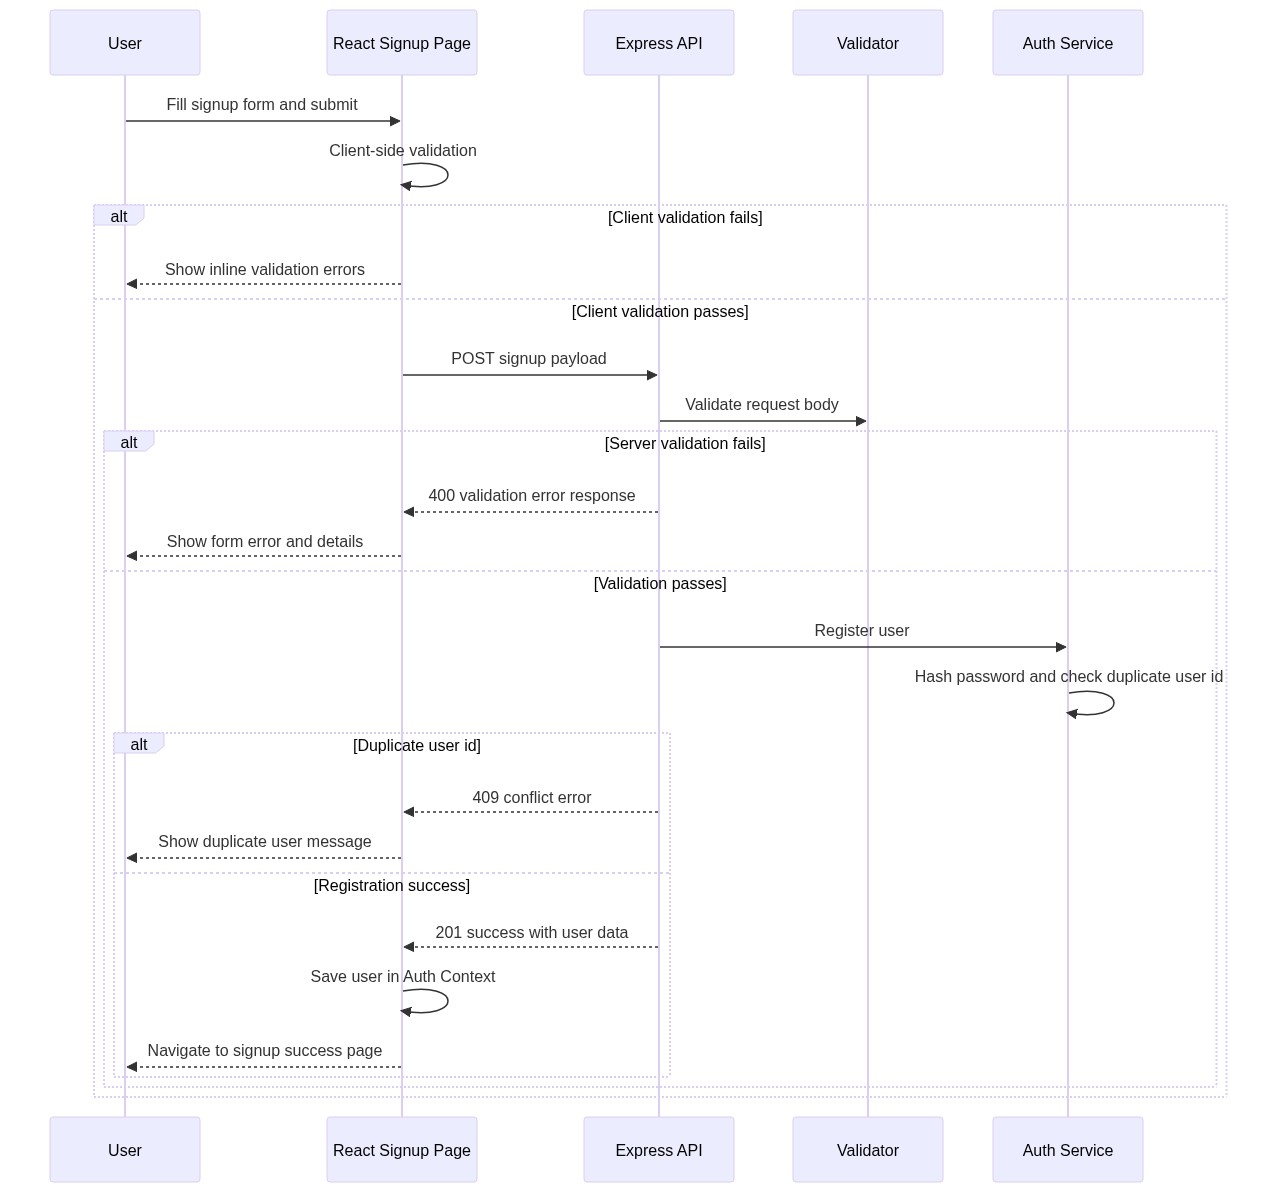 User
React Signup Page
Express API
Validator
Auth Service
Fill signup form and submit
Client-side validation
alt
[Client validation fails]
Show inline validation errors
[Client validation passes]
POST signup payload
Validate request body
alt
[Server validation fails]
400 validation error response
Show form error and details
[Validation passes]
Register user
Hash password and check duplicate user id
alt
[Duplicate user id]
409 conflict error
Show duplicate user message
[Registration success]
201 success with user data
Save user in Auth Context
Navigate to signup success page
User
React Signup Page
Express API
Validator
Auth Service